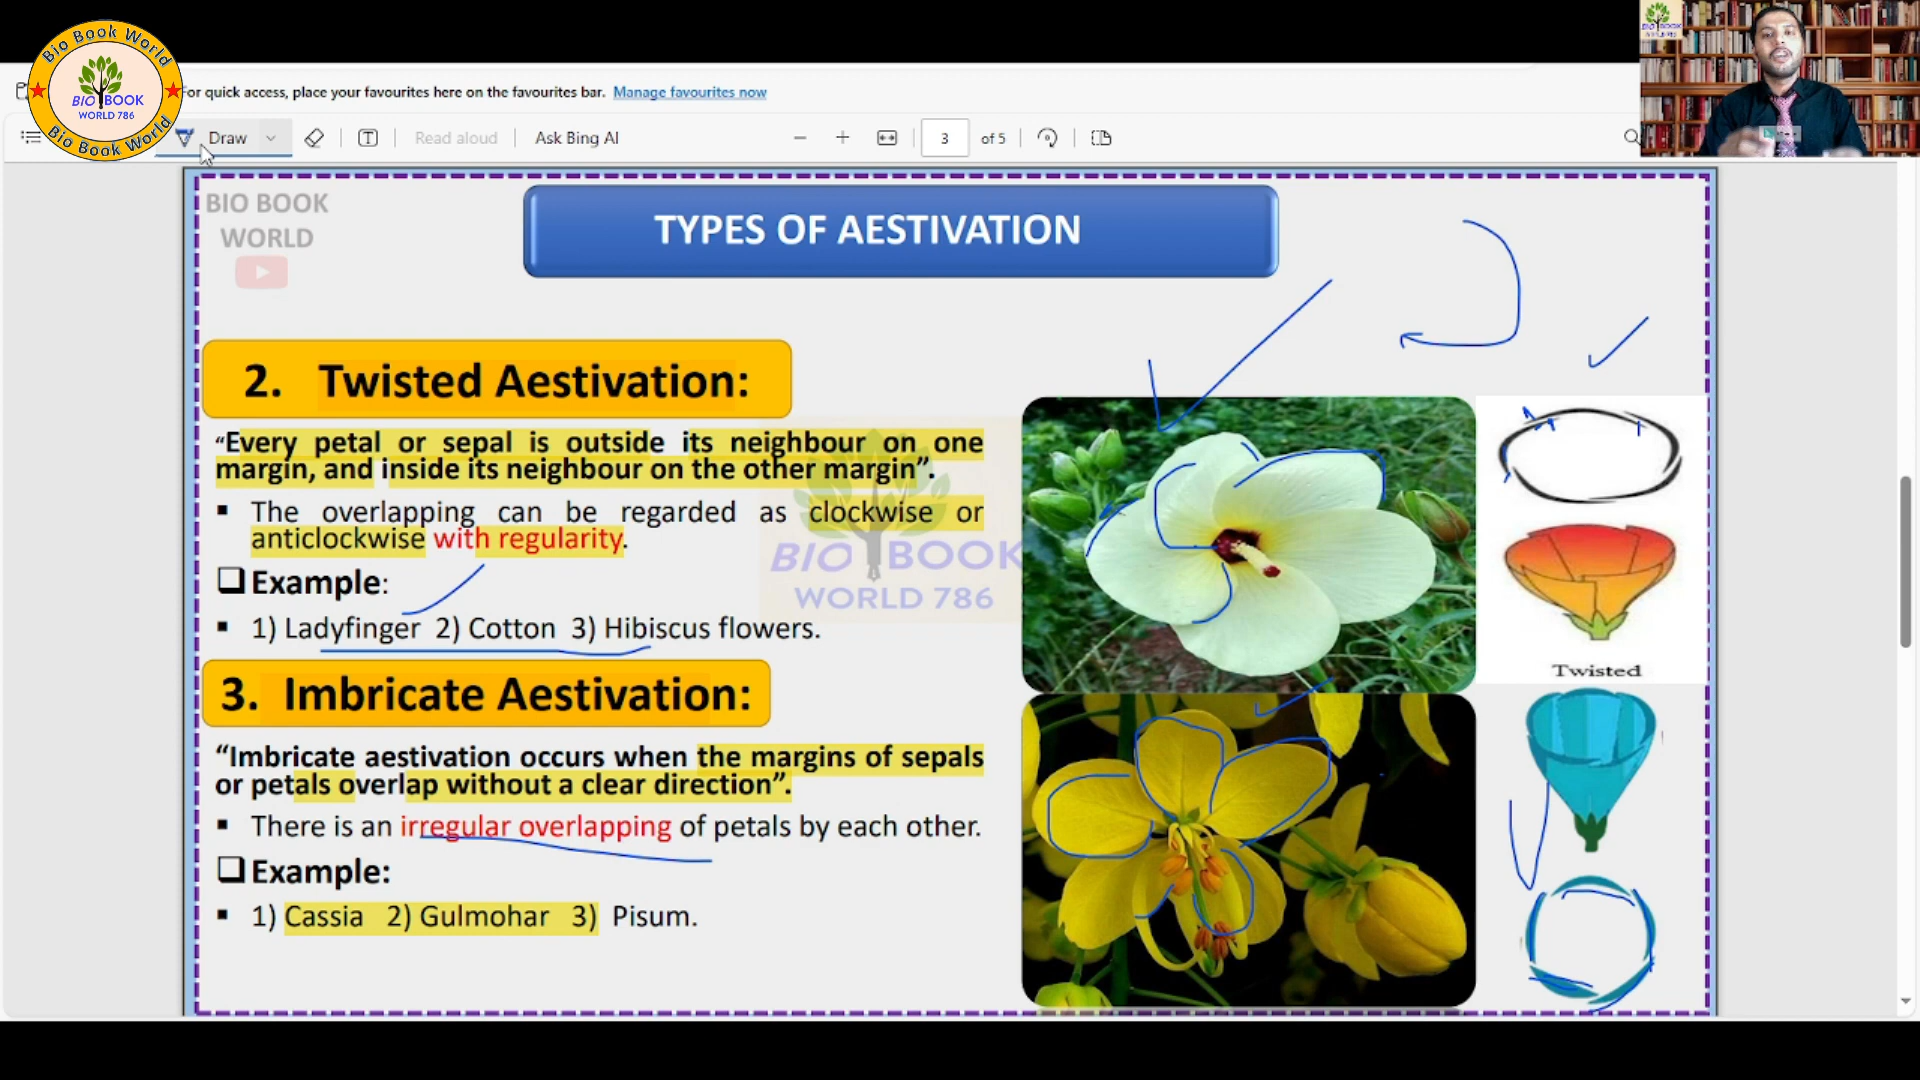 Bio Book World
BIO BOOK
WORLD 786
Bio Book World
For quick access, place your favourites here on the favourites bar. Manage favourites now
Draw
Read aloud
Ask Bing AI
3 of 5
BIO BOOK
WORLD
TYPES OF AESTIVATION
2. Twisted Aestivation:
“Every petal or sepal is outside its neighbour on one
margin, and inside its neighbour on the other margin”.
▪ The overlapping can be regarded as clockwise or
anticlockwise with regularity.
❑ Example:
▪ 1) Ladyfinger 2) Cotton 3) Hibiscus flowers.
BIO BOOK
WORLD 786
Twisted
3. Imbricate Aestivation:
“Imbricate aestivation occurs when the margins of sepals
or petals overlap without a clear direction”.
▪ There is an irregular overlapping of petals by each other.
❑ Example:
▪ 1) Cassia 2) Gulmohar 3) Pisum.